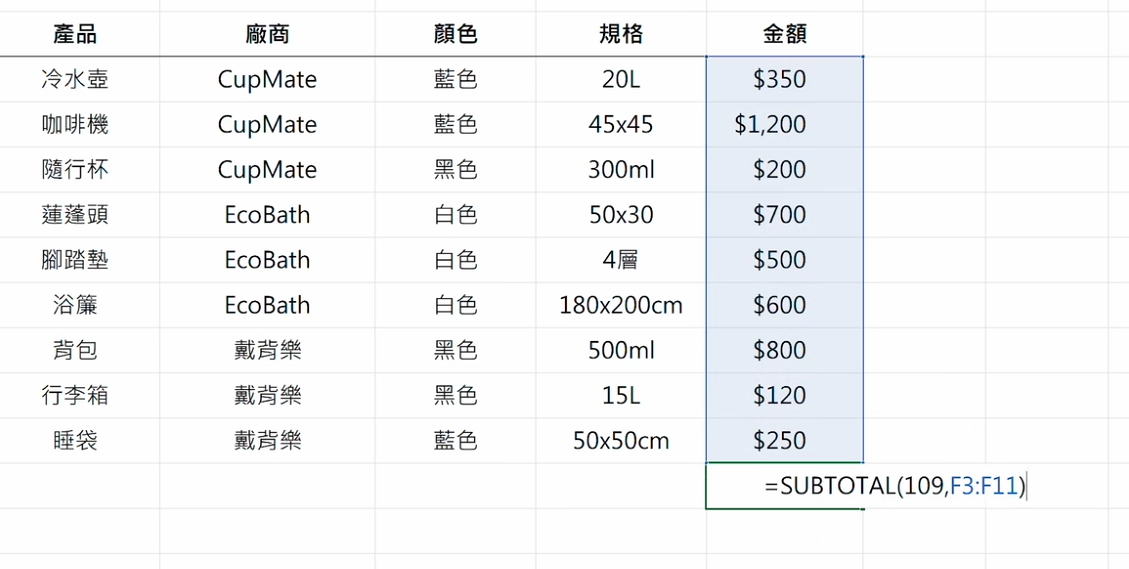 產品 廠商 顏色 規格 金額
冷水壺 CupMate 藍色 20L $350
咖啡機 CupMate 藍色 45x45 $1,200
隨行杯 CupMate 黑色 300ml $200
蓮蓬頭 EcoBath 白色 50x30 $700
腳踏墊 EcoBath 白色 4層 $500
浴簾 EcoBath 白色 180x200cm $600
背包 戴背樂 黑色 500ml $800
行李箱 戴背樂 黑色 15L $120
睡袋 戴背樂 藍色 50x50cm $250
=SUBTOTAL(109,F3:F11)